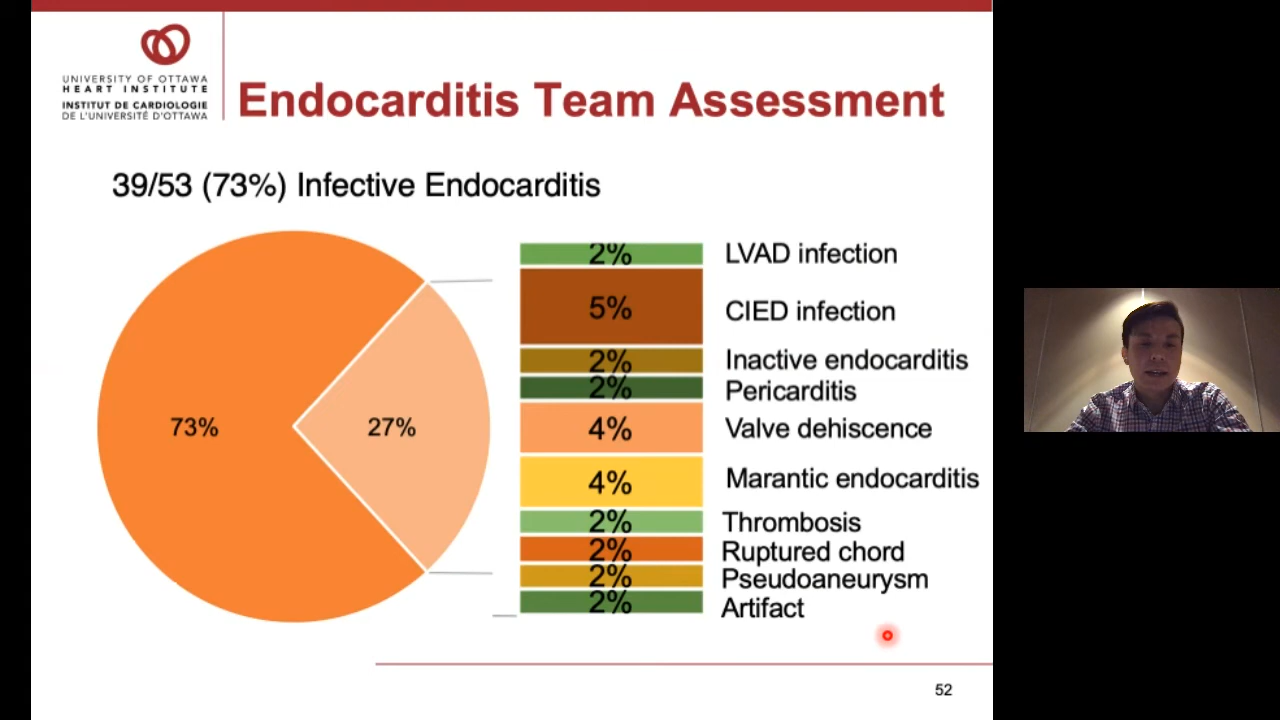 UNIVERSITY OF OTTAWA
HEART INSTITUTE
INSTITUT DE CARDIOLOGIE
DE L'UNIVERSITÉ D'OTTAWA
Endocarditis Team Assessment
39/53 (73%) Infective Endocarditis
73%
27%
2% LVAD infection
5% CIED infection
2% Inactive endocarditis
2% Pericarditis
4% Valve dehiscence
4% Marantic endocarditis
2% Thrombosis
2% Ruptured chord
2% Pseudoaneurysm
2% Artifact
52